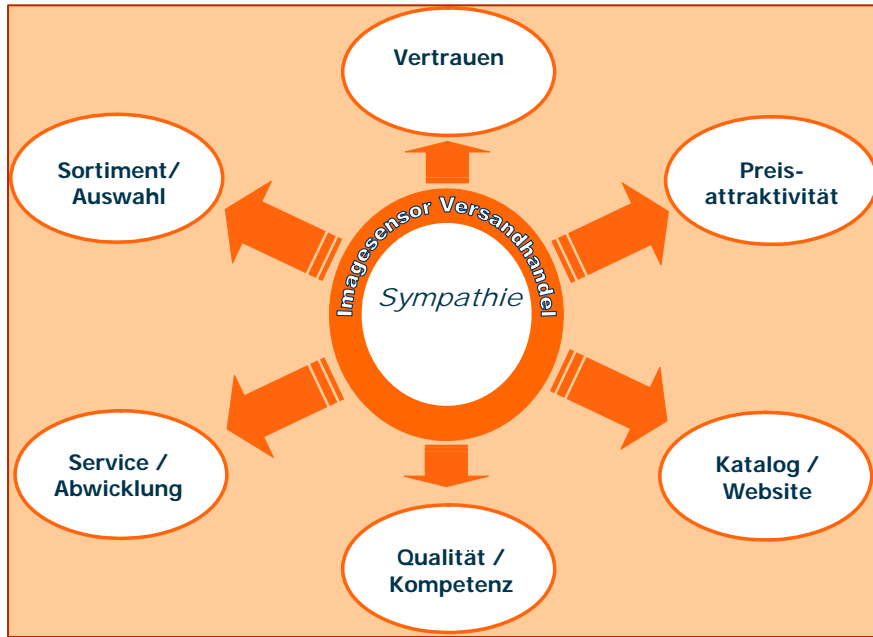 Vertrauen
Sortiment/
Auswahl
Preis-
attraktivität
Imagesensor Versandhandel
Sympathie
Service /
Abwicklung
Katalog /
Website
Qualität /
Kompetenz